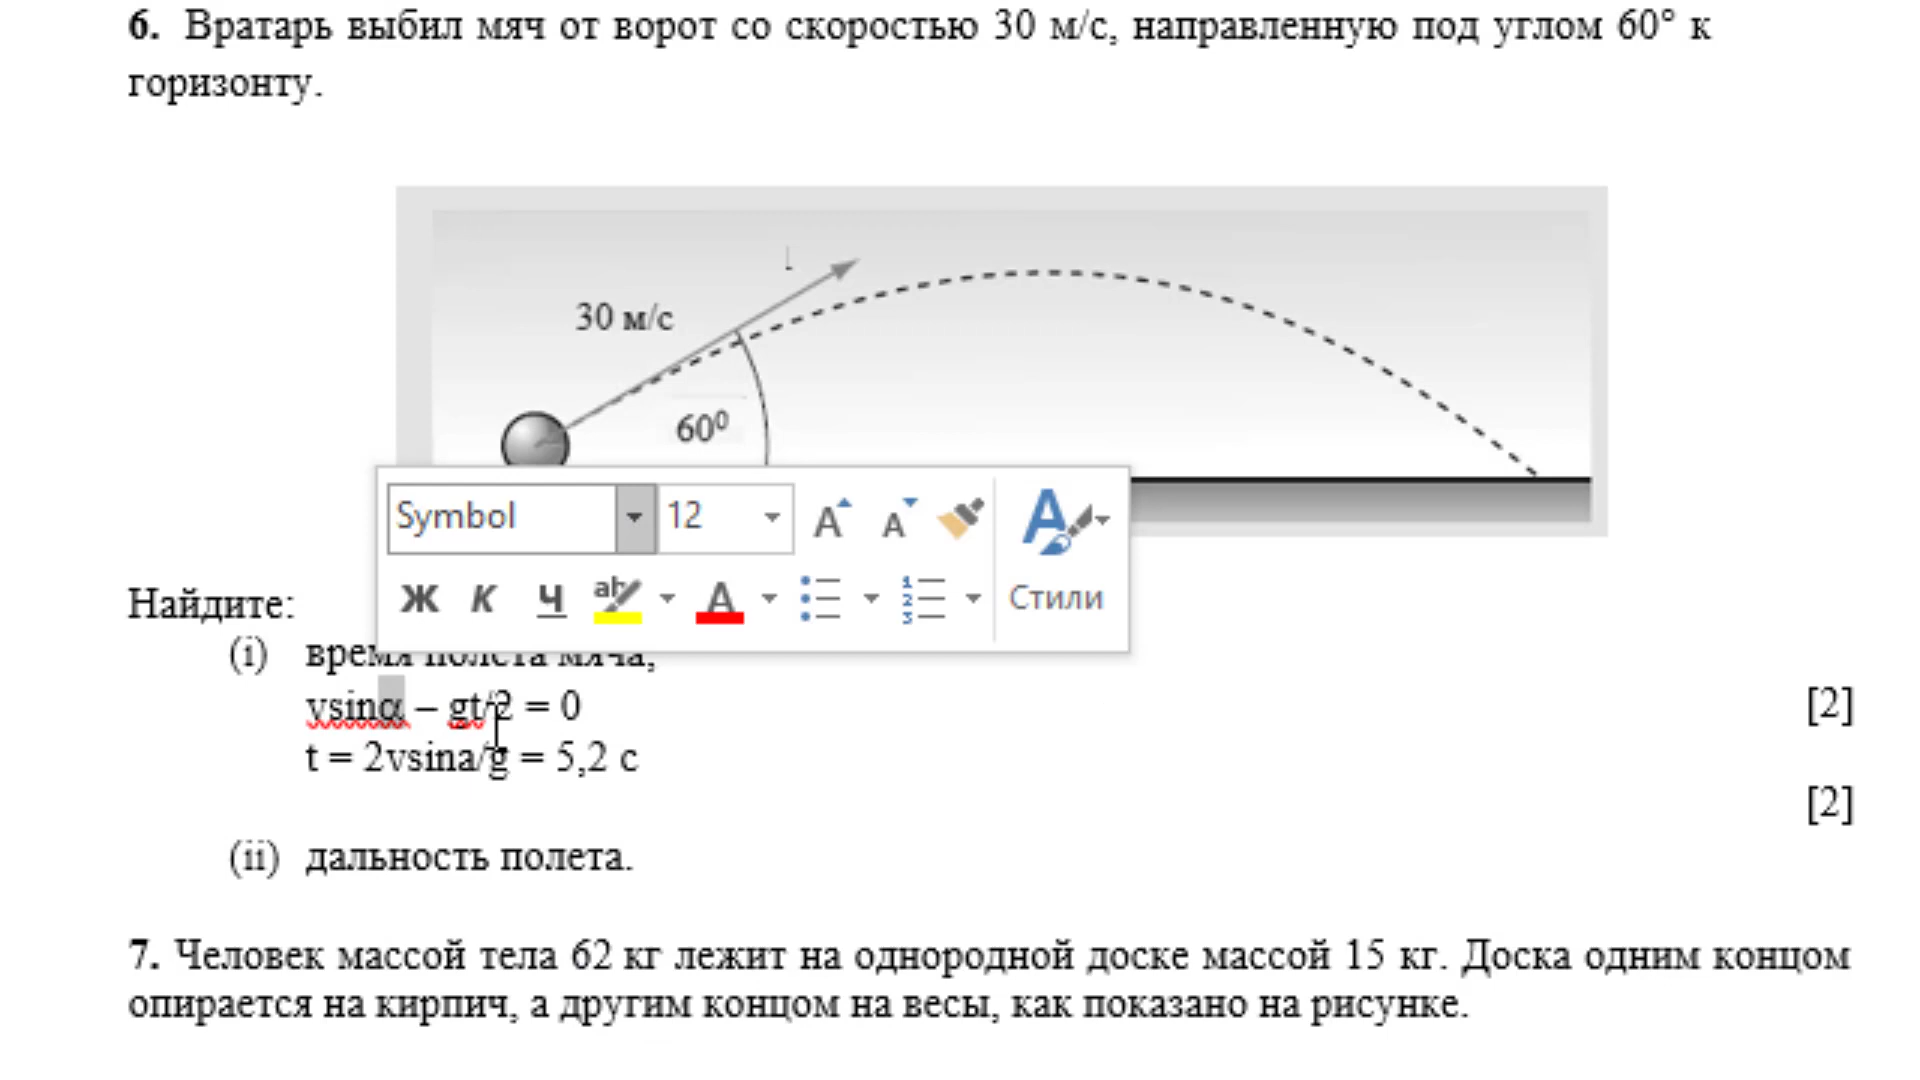 6. Вратарь выбил мяч от ворот со скоростью 30 м/с, направленную под углом 60° к
горизонту.
30 м/с
60⁰
Symbol
12
Ж К Ч
Стили
Найдите:
(i) время полета мяча,
vsinα – gt/2 = 0 [2]
t = 2vsina/g = 5,2 с
[2]
(ii) дальность полета.
7. Человек массой тела 62 кг лежит на однородной доске массой 15 кг. Доска одним концом
опирается на кирпич, а другим концом на весы, как показано на рисунке.